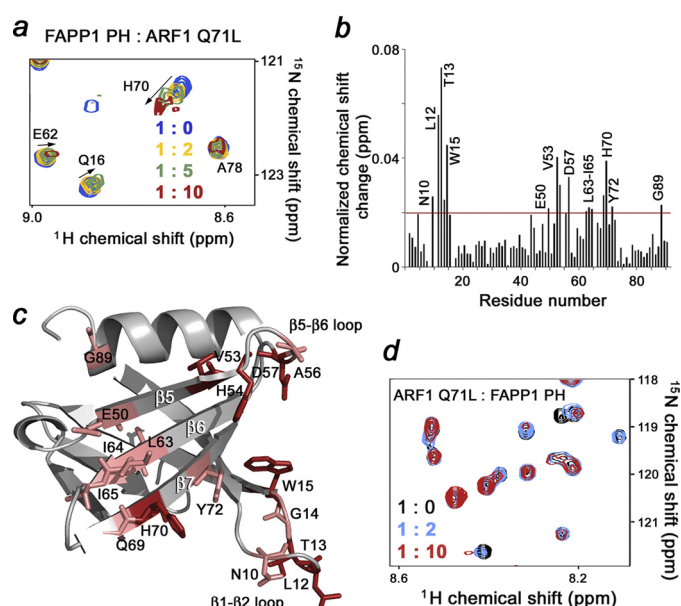 a
FAPP1 PH : ARF1 Q71L
121
123
¹⁵N chemical shift (ppm)
H70
E62
Q16
A78
1 : 0
1 : 2
1 : 5
1 : 10
9.0
8.6
¹H chemical shift (ppm)
b
Normalized chemical shift
change (ppm)
0.08
0.04
0
T13
L12
W15
N10
V53
D57
E50
L63-I65
H70
Y72
G89
20
40
60
80
Residue number
c
β5-β6 loop
G89
V53
D57
A56
H54
β5
E50
β6
I64
L63
β7
W15
I65
Y72
G14
H70
Q69
T13
N10
L12
β1-β2 loop
d
ARF1 Q71L : FAPP1 PH
118
119
120
121
¹⁵N chemical shift (ppm)
1 : 0
1 : 2
1 : 10
8.6
8.2
¹H chemical shift (ppm)